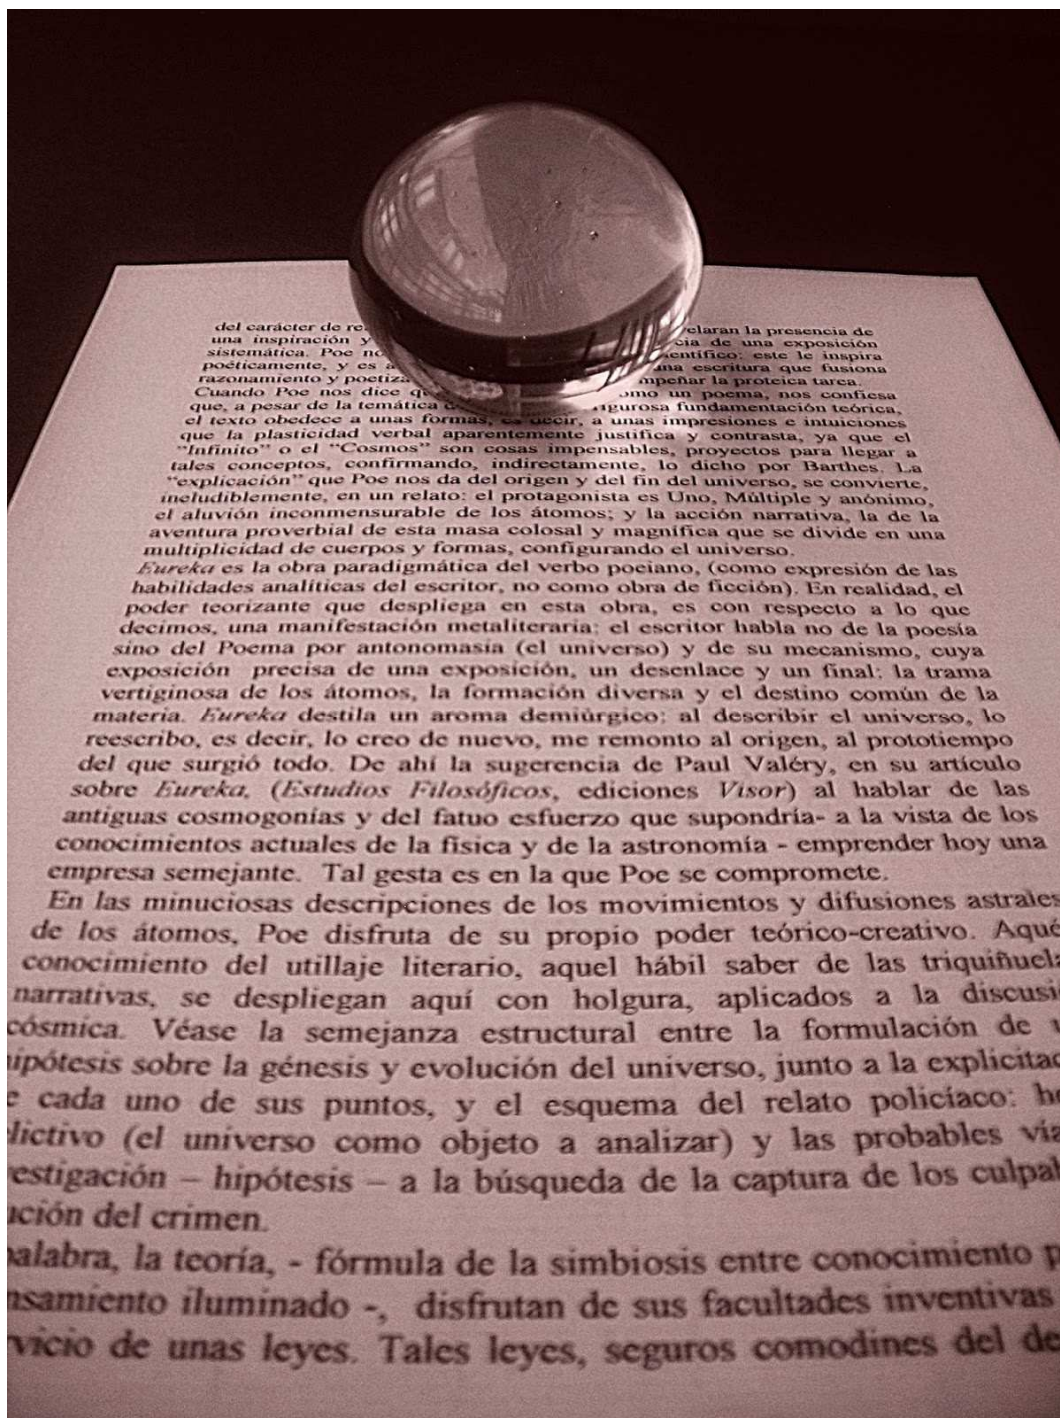 del carácter de claran la presencia de
una inspiración y de una exposición
sistemática. Poe científico: este le inspira
poéticamente, y es una escritura que fusiona
razonamiento y la proteica tarea.
Cuando Poe nos dice como un poema, nos confiesa
que, a pesar de la temática rigurosa fundamentación teórica,
el texto obedece a unas formas, es decir, a unas impresiones e intuiciones
que la plasticidad verbal aparentemente justifica y contrasta, ya que el
"Infinito" o el "Cosmos" son cosas impensables, proyectos para llegar a
tales conceptos, confirmando, indirectamente, lo dicho por Barthes. La
"explicación" que Poe nos da del origen y del fin del universo, se convierte,
ineludiblemente, en un relato: el protagonista es Uno, Múltiple y anónimo,
el aluvión inconmensurable de los átomos; y la acción narrativa, la de la
aventura proverbial de esta masa colosal y magnífica que se divide en una
multiplicidad de cuerpos y formas, configurando el universo.
Eureka es la obra paradigmática del verbo poeiano, (como expresión de las
habilidades analíticas del escritor, no como obra de ficción). En realidad, el
poder teorizante que despliega en esta obra, es con respecto a lo que
decimos, una manifestación metaliteraria: el escritor habla no de la poesía
sino del Poema por antonomasia (el universo) y de su mecanismo, cuya
exposición precisa de una exposición, un desenlace y un final: la trama
vertiginosa de los átomos, la formación diversa y el destino común de la
materia. Eureka destila un aroma demiúrgico: al describir el universo, lo
reescribo, es decir, lo creo de nuevo, me remonto al origen, al prototiempo
del que surgió todo. De ahí la sugerencia de Paul Valéry, en su artículo
sobre Eureka, (Estudios Filosóficos, ediciones Visor) al hablar de las
antiguas cosmogonías y del fatuo esfuerzo que supondría- a la vista de los
conocimientos actuales de la física y de la astronomía - emprender hoy una
empresa semejante. Tal gesta es en la que Poe se compromete.
En las minuciosas descripciones de los movimientos y difusiones astrales
de los átomos, Poe disfruta de su propio poder teórico-creativo. Aque
conocimiento del utillaje literario, aquel hábil saber de las triquiñuela
narrativas, se despliegan aquí con holgura, aplicados a la discusi
cósmica. Véase la semejanza estructural entre la formulación de
ipótesis sobre la génesis y evolución del universo, junto a la explicitac
e cada uno de sus puntos, y el esquema del relato policíaco: he
lictivo (el universo como objeto a analizar) y las probables vía
estigación – hipótesis – a la búsqueda de la captura de los culpab
ución del crimen.
palabra, la teoría, - fórmula de la simbiosis entre conocimiento p
nsamiento iluminado -, disfrutan de sus facultades inventivas
vicio de unas leyes. Tales leyes, seguros comodines del de